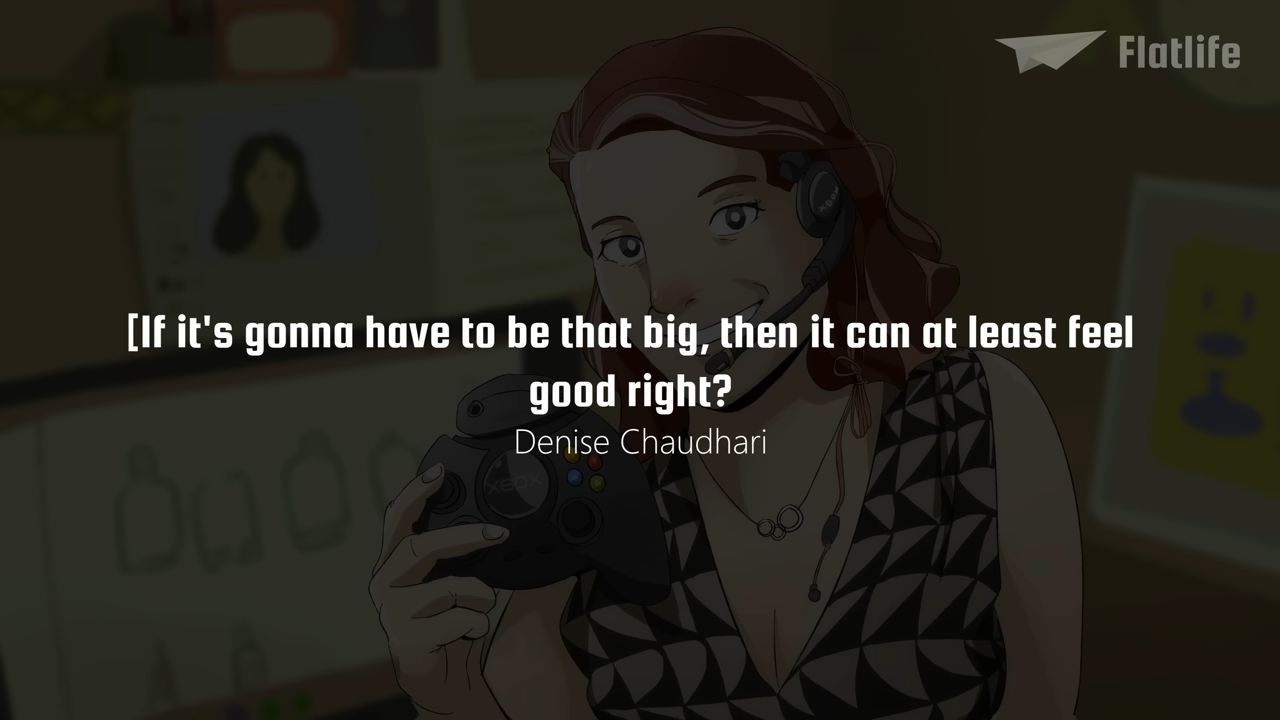 Flatlife
[If it's gonna have to be that big, then it can at least feel
good right?
Denise Chaudhari
XBOX